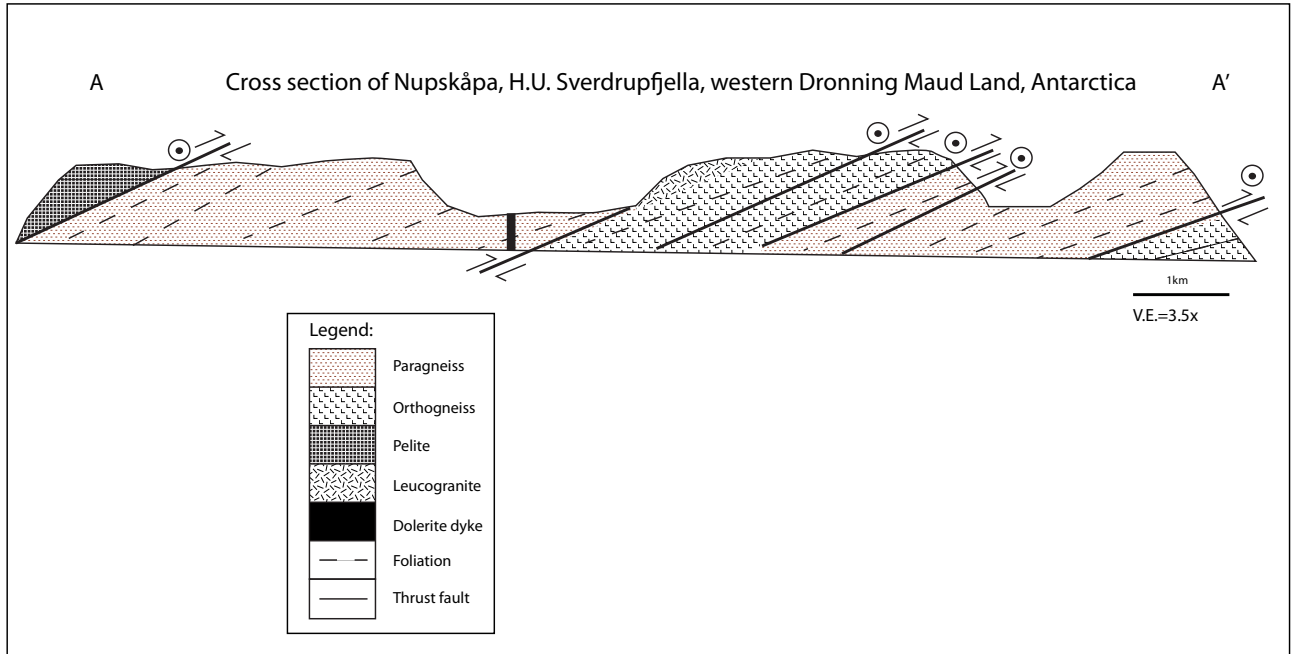 A
Cross section of Nupskåpa, H.U. Sverdrupfjella, western Dronning Maud Land, Antarctica
A'
1km
V.E.=3.5x
Legend:
Paragneiss
Orthogneiss
Pelite
Leucogranite
Dolerite dyke
Foliation
Thrust fault